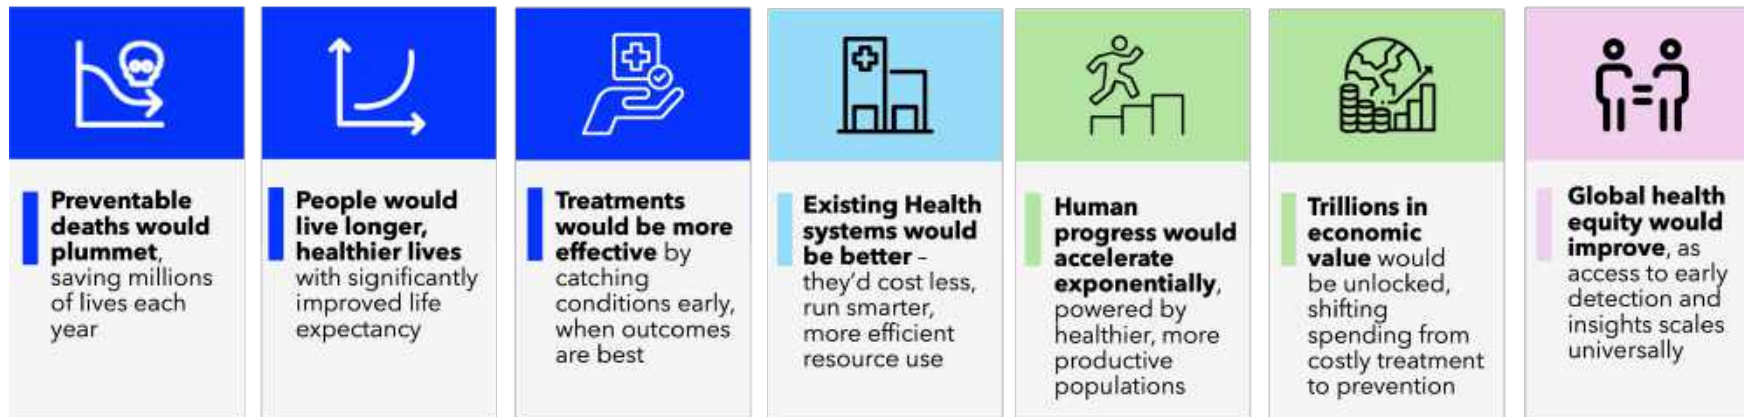 Preventable
deaths would
plummet,
saving millions
of lives each
year
People would
live longer,
healthier lives
with significantly
improved life
expectancy
Treatments
would be more
effective by
catching
conditions early,
when outcomes
are best
Existing Health
systems would
be better –
they’d cost less,
run smarter,
more efficient
resource use
Human
progress would
accelerate
exponentially,
powered by
healthier, more
productive
populations
Trillions in
economic
value would
be unlocked,
shifting
spending from
costly treatment
to prevention
Global health
equity would
improve, as
access to early
detection and
insights scales
universally